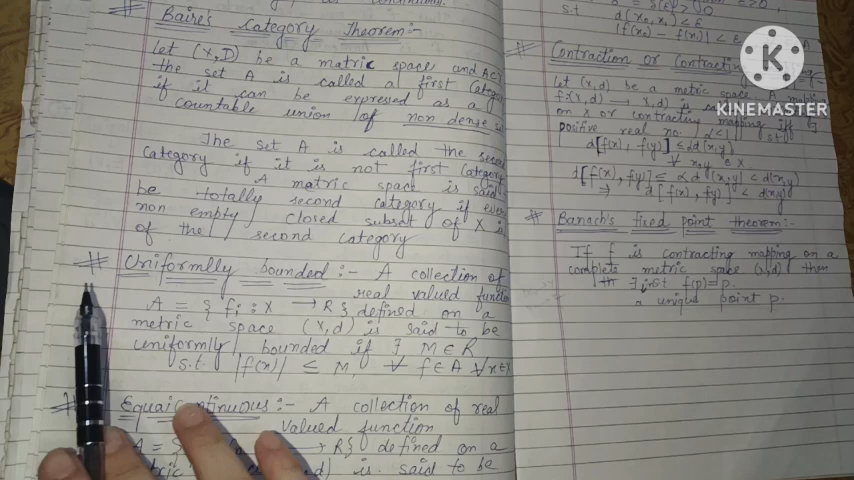 # Baire's Category Theorem:-
let (X,D) be a matric space and A⊂X
the set A is called a first Category
if it can be expresed as a
countable union of non dense
The set A is called the second
category if it is not first category
A matric space is said
be totally second category if every
non empty closed subset of X is
of the second category
# Uniformlly bounded :- A collection of
real valued function
A = { fi : X → R} defined on a
metric space (X,d) is said to be
uniformlly bounded if ∃ M∈R
s.t. |f(x)| ≤ M, ∀ f∈A ∀x∈X
# Equaicontinuous :- A collection of real
valued function
A = { → R} defined on a
is said to be
s.t
d(x0, x) < ε
|f(x0) - f(x)| < ε
# Contraction or Contracting
let (x,d) be a metric space A
f:(x,d) → x,d) is
on X or contracting mapping iff ∃
positive real no. α<1 s.t
d[f(x), f(y)] ≤ αd(x,y)
∀ x,y ∈ X
d[f(x), f(y)] ≤ α d(x,y) < d(x,y)
⇒ d[f(x), f(y)] < d(x,y)
# Banach's fixed point theorem:-
If f is contracting mapping on a
complete metric space (x,d) then
∃ s.t f(p)=p.
a unique point p.
KINEMASTER